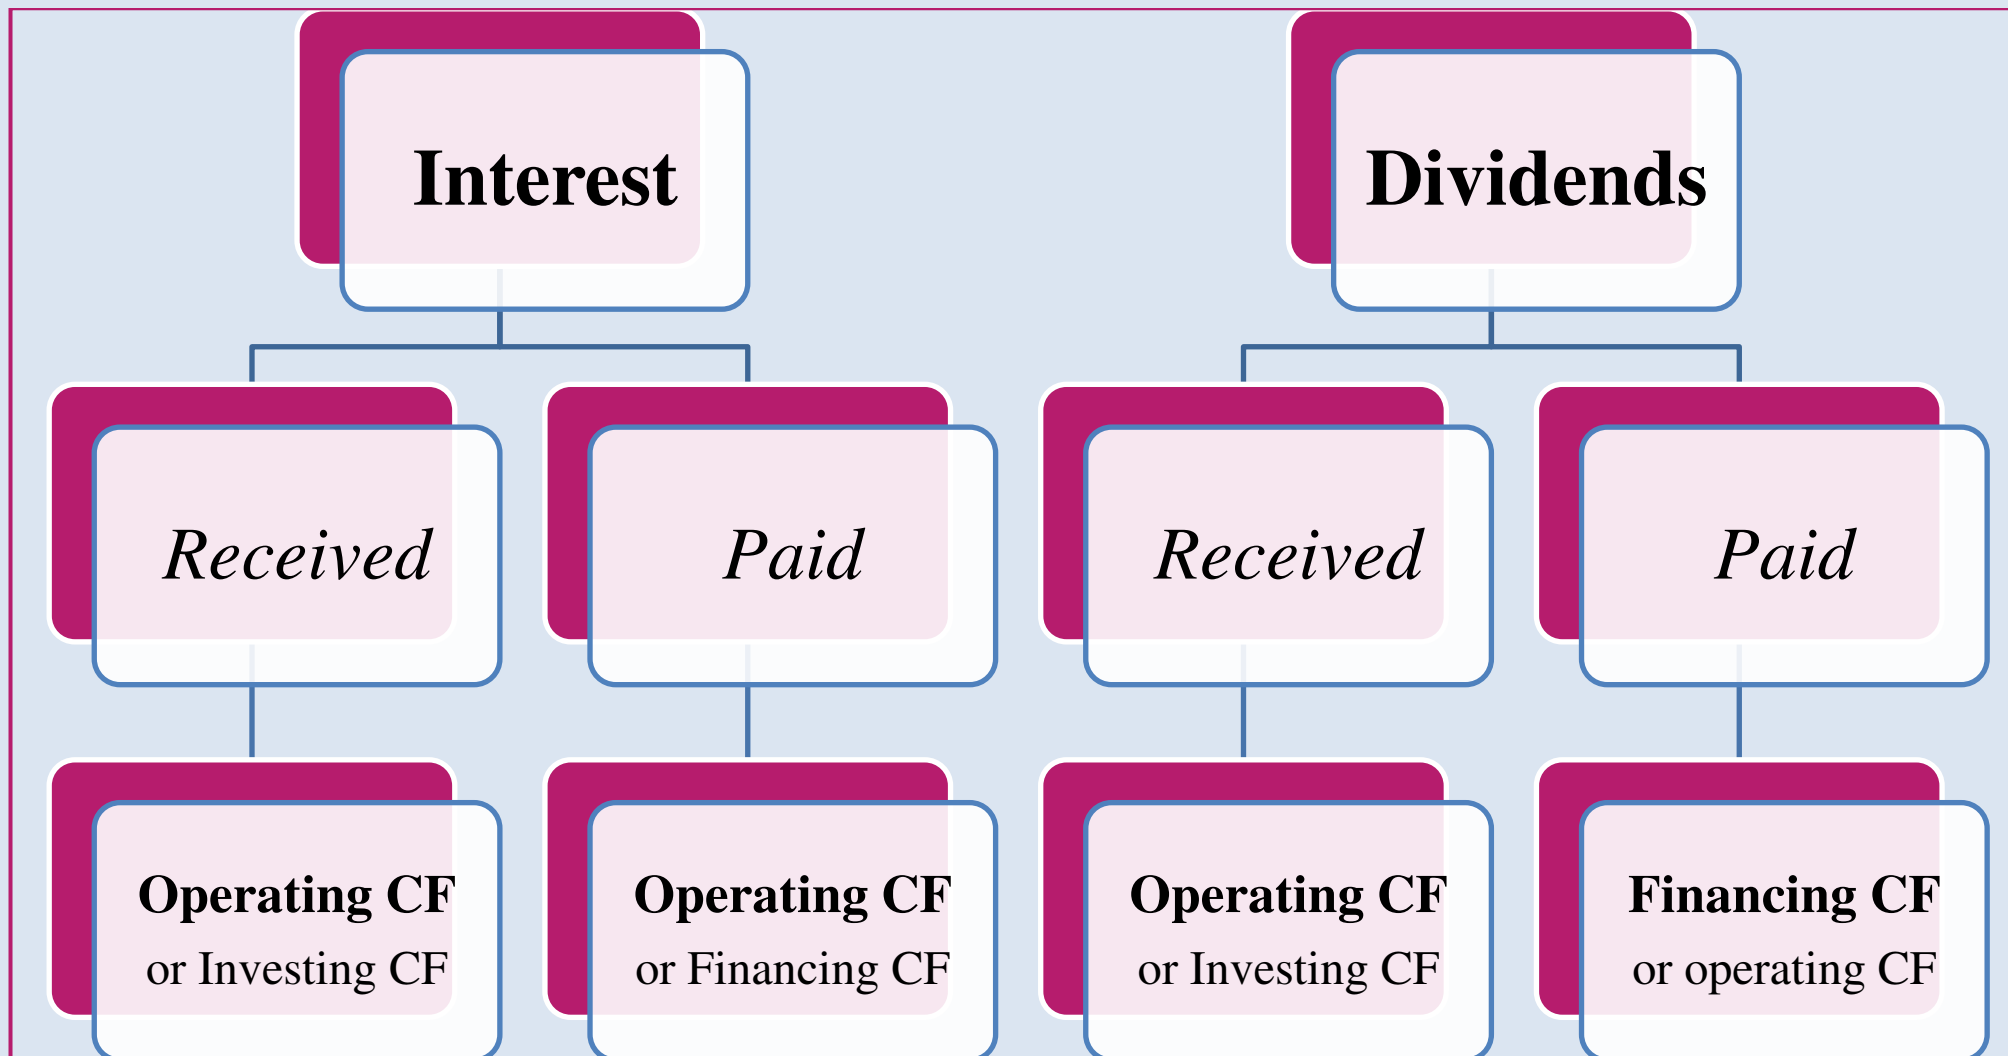 Interest
Dividends
Received
Paid
Received
Paid
Operating CF
or Investing CF
Operating CF
or Financing CF
Operating CF
or Investing CF
Financing CF
or operating CF